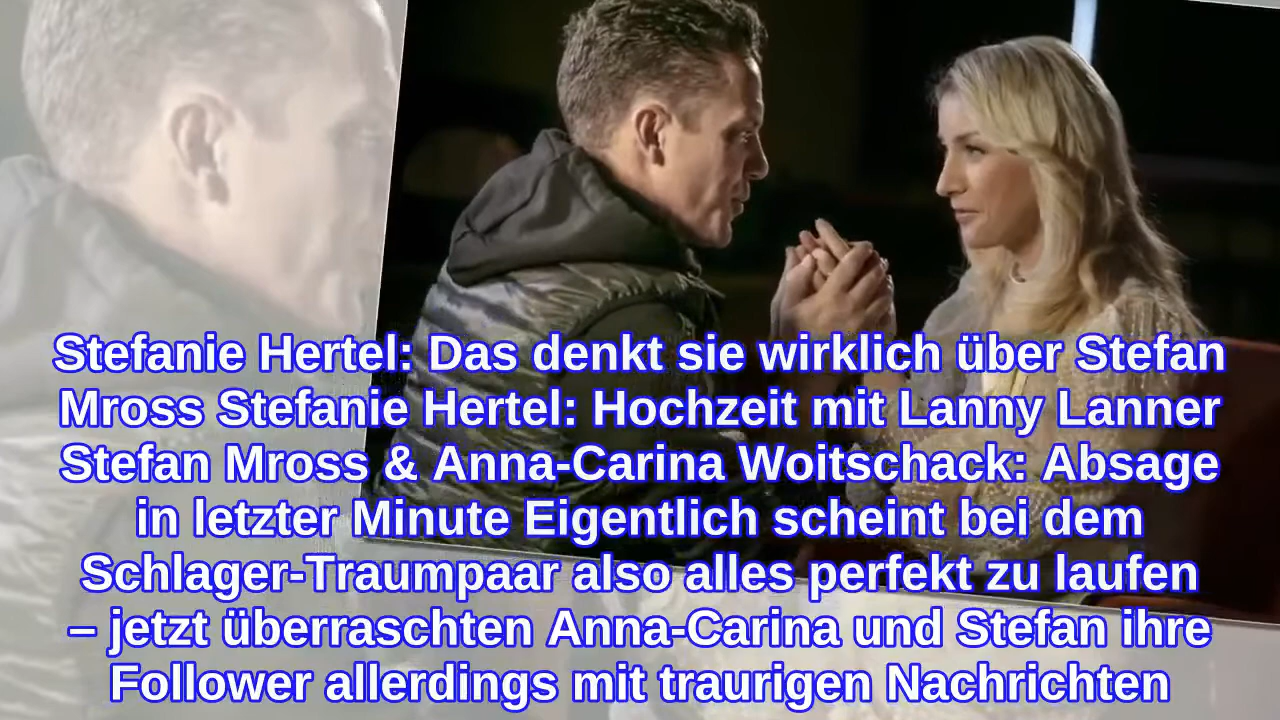 Stefanie Hertel: Das denkt sie wirklich über Stefan
Mross Stefanie Hertel: Hochzeit mit Lanny Lanner
Stefan Mross & Anna-Carina Woitschack: Absage
in letzter Minute Eigentlich scheint bei dem
Schlager-Traumpaar also alles perfekt zu laufen
– jetzt überraschten Anna-Carina und Stefan ihre
Follower allerdings mit traurigen Nachrichten